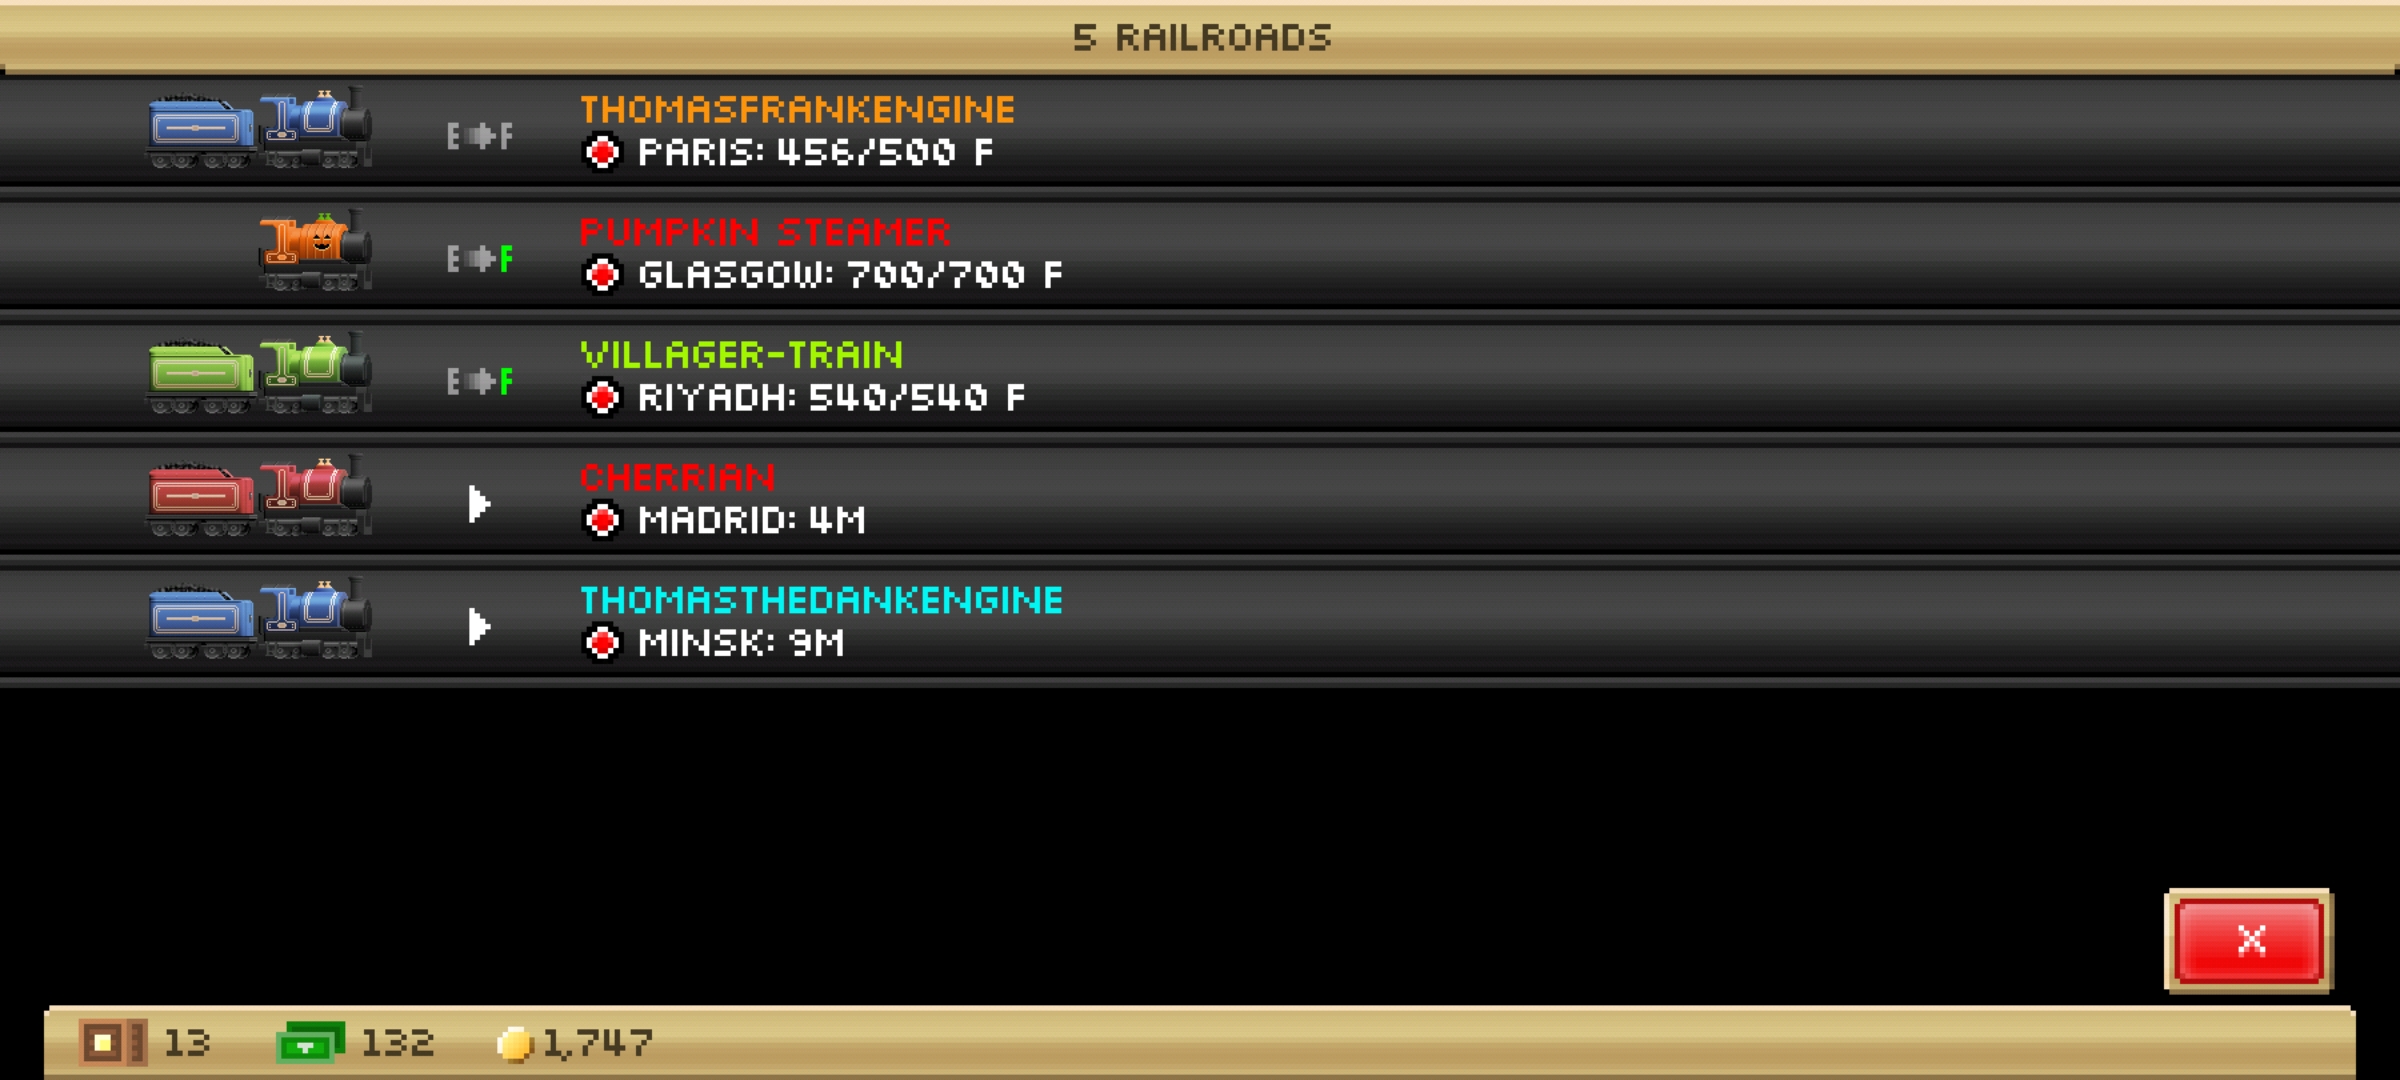 5 RAILROADS
THOMASFRANKENGINE
E F
PARIS: 456/500 F
PUMPKIN STEAMER
E F
GLASGOW: 700/700 F
VILLAGER-TRAIN
E F
RIYADH: 540/540 F
CHERRIAN
MADRID: 4M
THOMASTHEDANKENGINE
MINSK: 9M
X
13 132 1,747